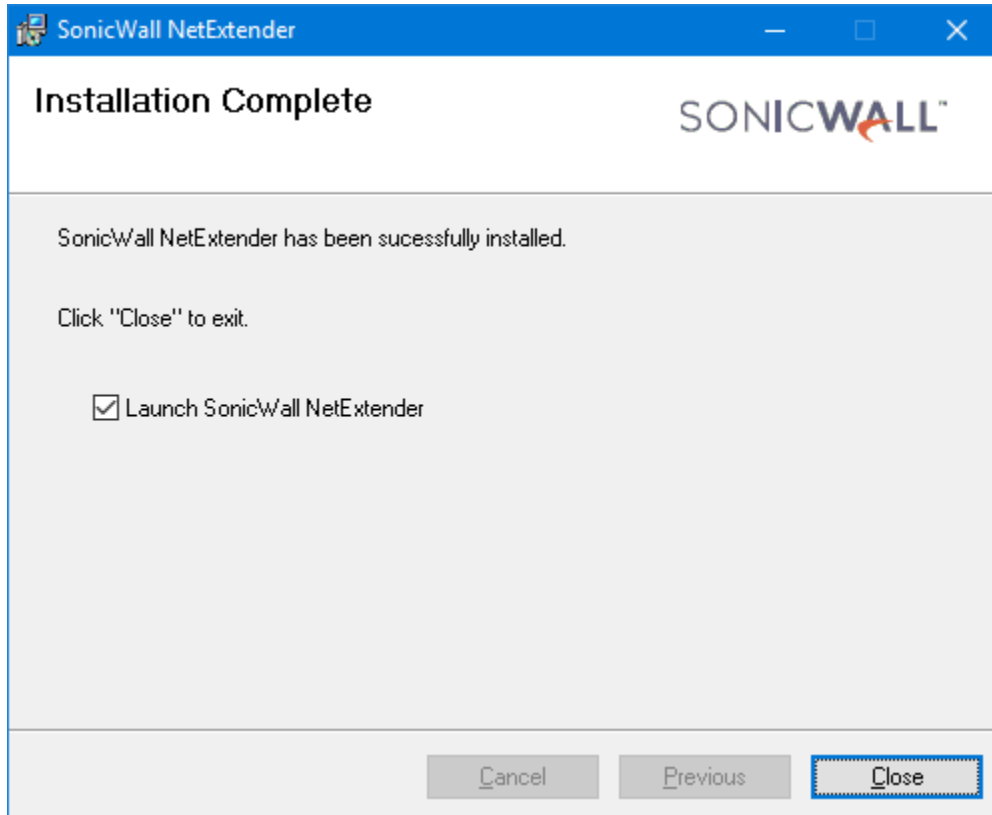 SonicWall NetExtender
Installation Complete
SONICWALL™
SonicWall NetExtender has been sucessfully installed.
Click "Close" to exit.
Launch SonicWall NetExtender
Cancel
Previous
Close